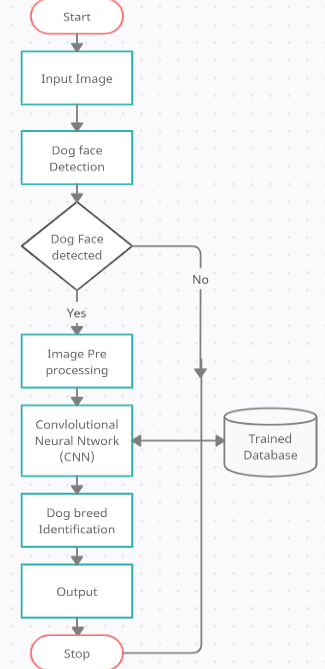 Start
Input Image
Dog face
Detection
Dog Face
detected
No
Yes
Image Pre
processing
Convlolutional
Neural Ntwork
(CNN)
Trained
Database
Dog breed
Identification
Output
Stop